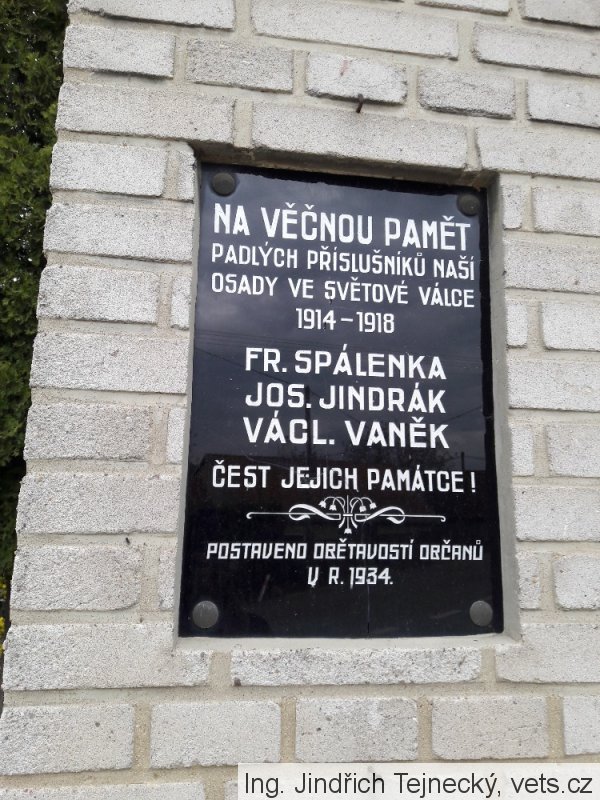 NA VĚČNOU PAMĚT
PADLÝCH PŘÍSLUŠNÍKŮ NAŠÍ
OSADY VE SVĚTOVÉ VÁLCE
1914 – 1918
FR. SPÁLENKA
JOS. JINDRÁK
VÁCL. VANĚK
ČEST JEJICH PAMÁTCE!
POSTAVENO OBĚTAVOSTÍ OBČANŮ
V R. 1934.
Ing. Jindřich Tejnecký, vets.cz